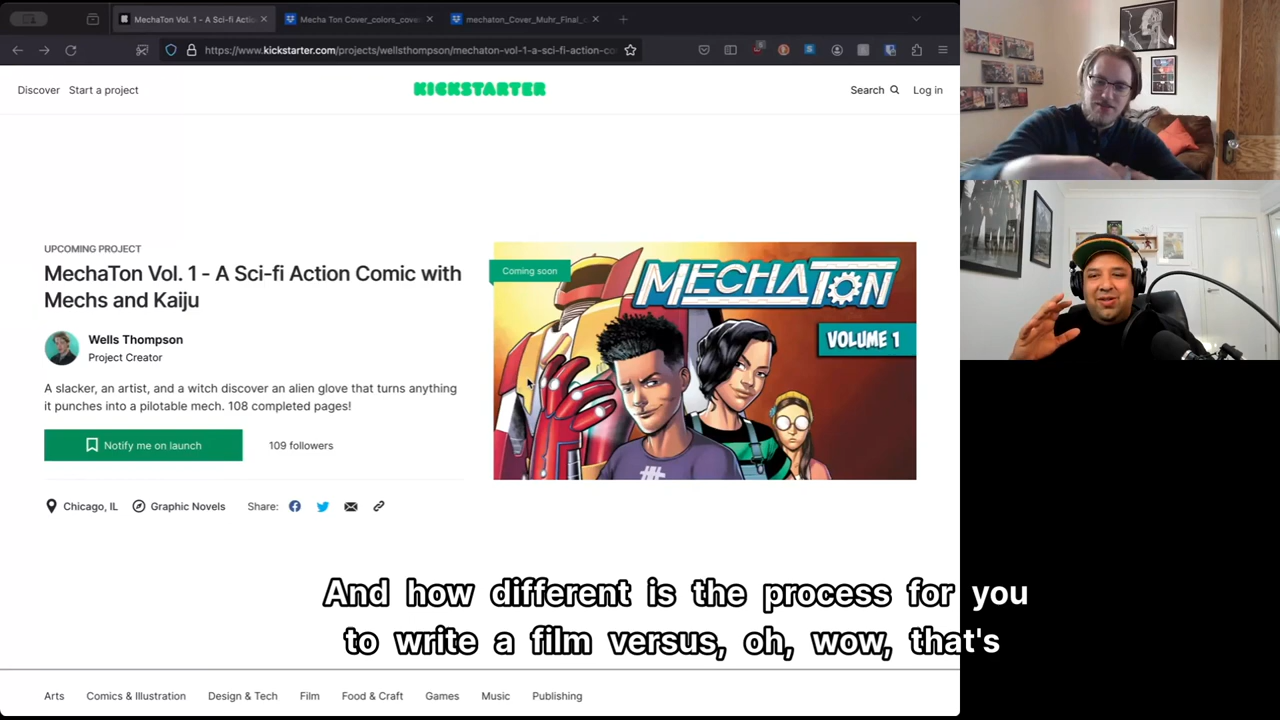 MechaTon Vol. 1 - A Sci-fi Actio
Mecha Ton Cover_colors_cove
mechaton_Cover_Muhr_Final_
https://www.kickstarter.com/projects/wellsthompson/mechaton-vol-1-a-sci-fi-action-co
Discover Start a project
KICKSTARTER
Search Log in
UPCOMING PROJECT
MechaTon Vol. 1 - A Sci-fi Action Comic with
Mechs and Kaiju
Wells Thompson
Project Creator
A slacker, an artist, and a witch discover an alien glove that turns anything
it punches into a pilotable mech. 108 completed pages!
Notify me on launch
109 followers
Chicago, IL Graphic Novels Share:
Coming soon
MECHATON
VOLUME 1
And how different is the process for you
to write a film versus, oh, wow, that's
Arts Comics & Illustration Design & Tech Film Food & Craft Games Music Publishing